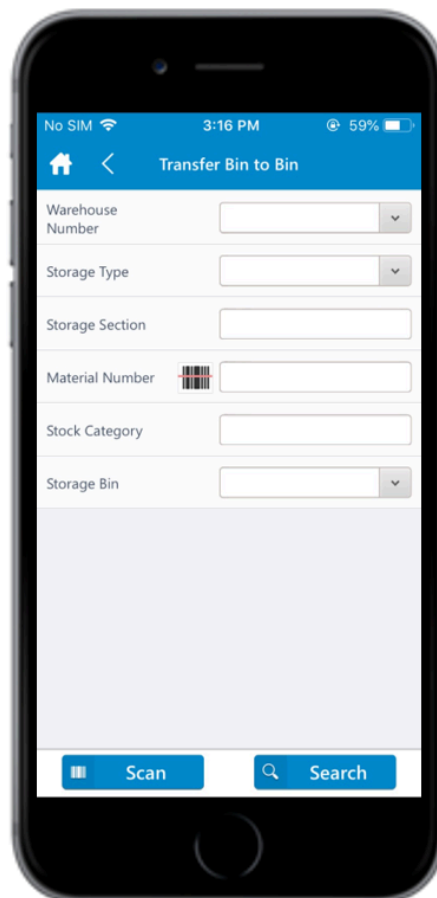 No SIM 3:16 PM 59%
Transfer Bin to Bin
Warehouse
Number
Storage Type
Storage Section
Material Number
Stock Category
Storage Bin
Scan Search